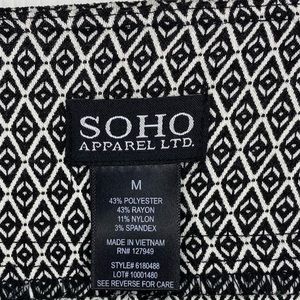 SOHO
APPAREL LTD.
M
43% POLYESTER
43% RAYON
11% NYLON
3% SPANDEX
MADE IN VIETNAM
RN# 127949
STYLE# 6180488
LOT# 10001480
SEE REVERSE FOR CARE